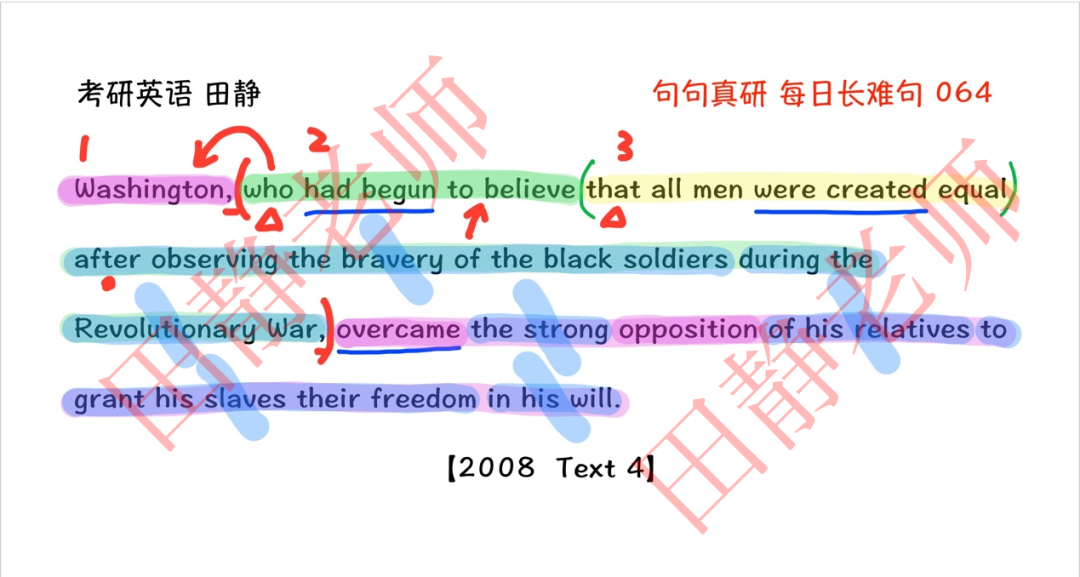 考研英语 田静
句句真研 每日长难句 064
1 2 3
Washington, (who had begun to believe (that all men were created equal)
after observing the bravery of the black soldiers during the
Revolutionary War,) overcame the strong opposition of his relatives to
grant his slaves their freedom in his will.
【2008 Text 4】
田静老师
田静老师